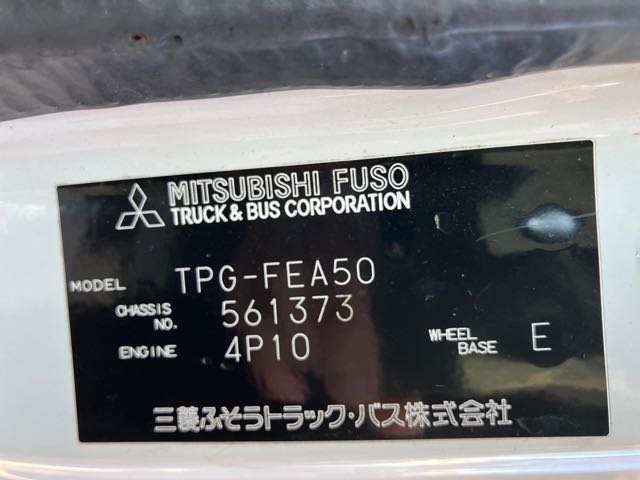 MITSUBISHI FUSO
TRUCK & BUS CORPORATION
MODEL TPG-FEA50
CHASSIS NO. 561373
ENGINE 4P10 WHEEL BASE E
三菱ふそうトラック・バス株式会社